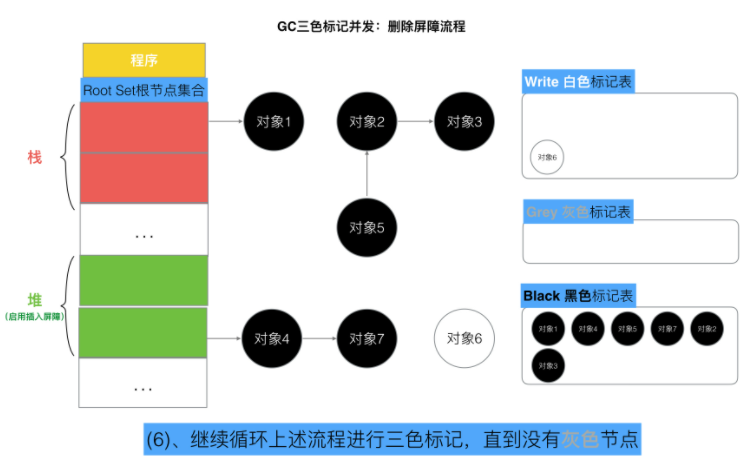 GC三色标记并发：删除屏障流程
程序
Root Set根节点集合
栈
...
堆
(启用插入屏障)
...
对象1
对象2
对象3
对象5
对象4
对象7
对象6
Write 白色标记表
对象6
Grey 灰色标记表
Black 黑色标记表
对象1 对象4 对象5 对象7 对象2
对象3
(6)、继续循环上述流程进行三色标记，直到没有灰色节点